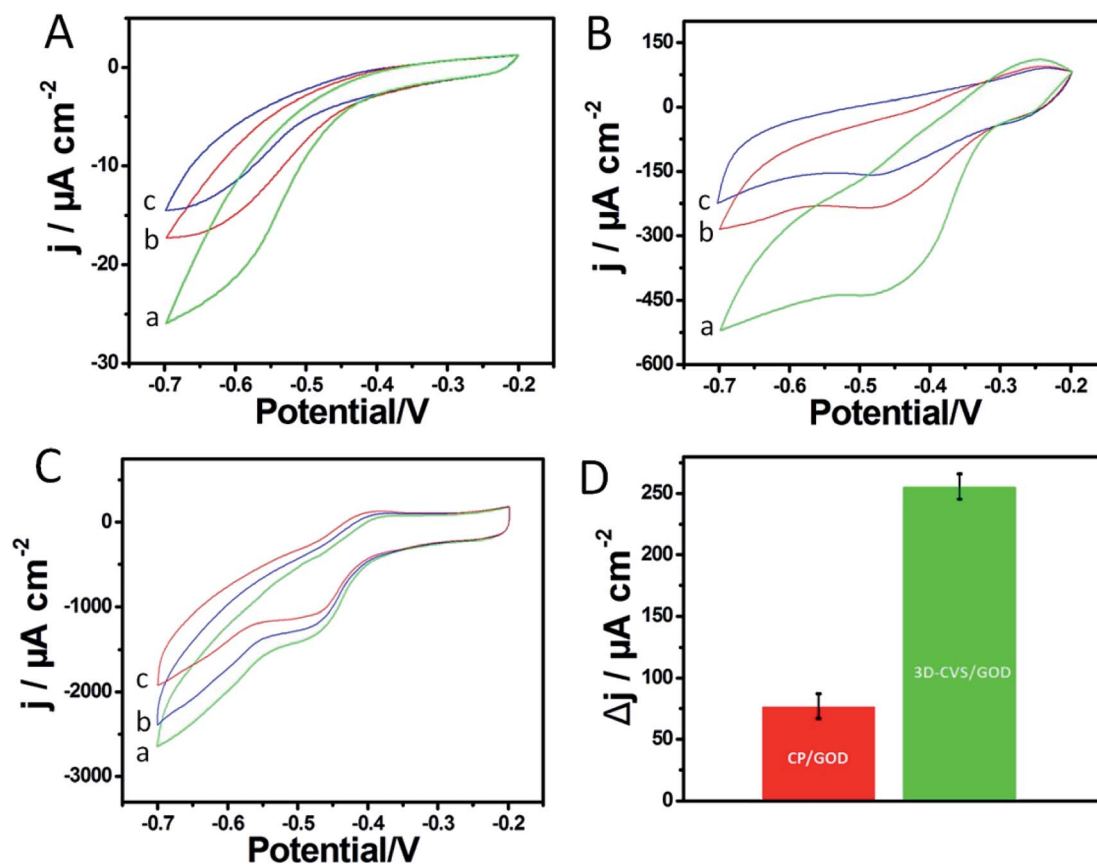 A
j / µA cm-2
0
-10
-20
-30
c
b
a
-0.7 -0.6 -0.5 -0.4 -0.3 -0.2
Potential/V
B
j / µA cm-2
150
0
-150
-300
-450
-600
c
b
a
-0.7 -0.6 -0.5 -0.4 -0.3 -0.2
Potential/V
C
j / µA cm-2
0
-1000
-2000
-3000
c
b
a
-0.7 -0.6 -0.5 -0.4 -0.3 -0.2
Potential/V
D
Δj / µA cm-2
250
200
150
100
50
0
CP/GOD
3D-CVS/GOD